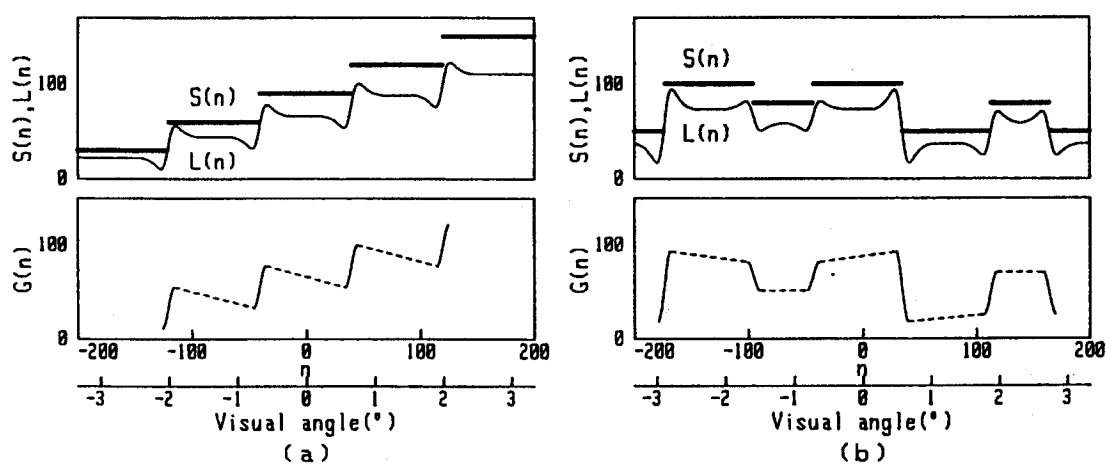 S(n),L(n)
100
0
S(n)
L(n)
G(n)
100
0
-200 -100 0 100 200
η
-3 -2 -1 0 1 2 3
Visual angle(°)
(a)
S(n),L(n)
100
0
S(n)
L(n)
G(n)
100
0
-200 -100 0 100 200
η
-3 -2 -1 0 1 2 3
Visual angle(°)
(b)